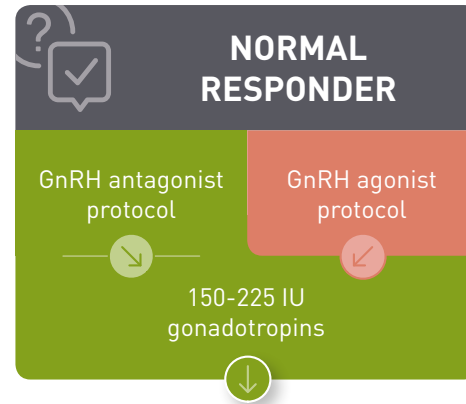 NORMAL
RESPONDER
GnRH antagonist
protocol
GnRH agonist
protocol
150-225 IU
gonadotropins